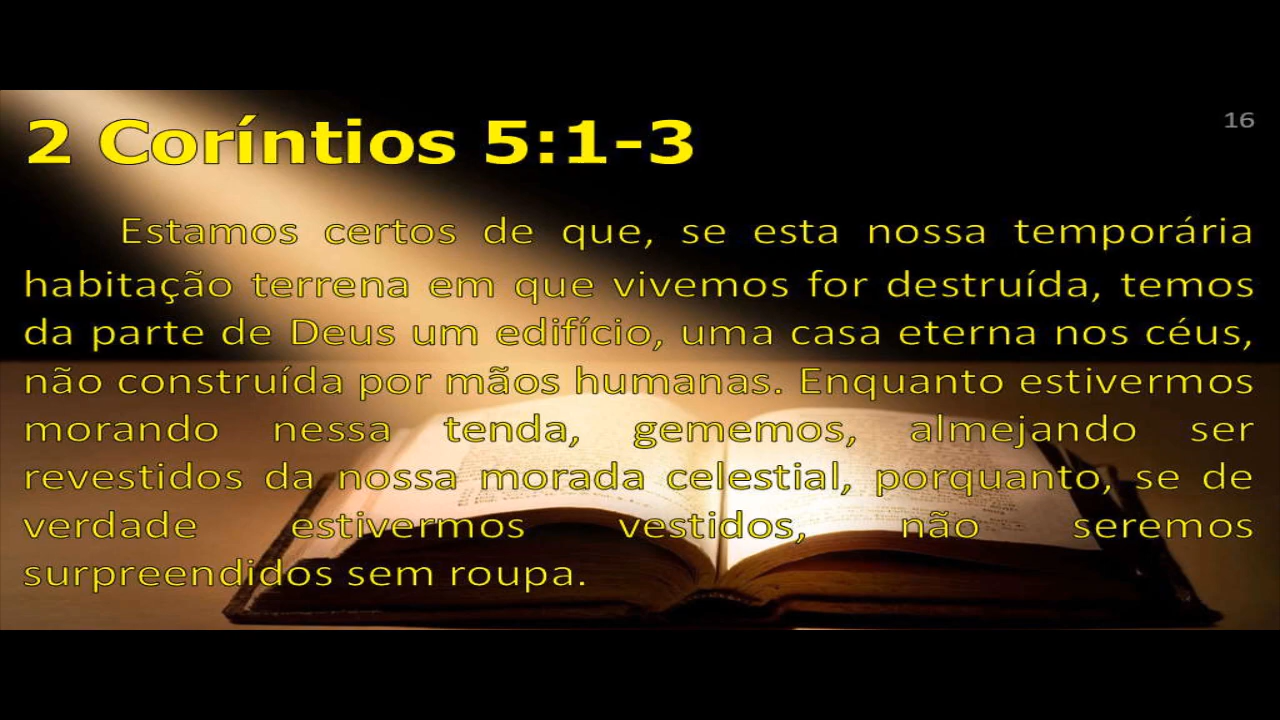 2 Coríntios 5:1-3
16
Estamos certos de que, se esta nossa temporária
habitação terrena em que vivemos for destruída, temos
da parte de Deus um edifício, uma casa eterna nos céus,
não construída por mãos humanas. Enquanto estivermos
morando nessa tenda, gememos, almejando ser
revestidos da nossa morada celestial, porquanto, se de
verdade estivermos vestidos, não seremos
surpreendidos sem roupa.